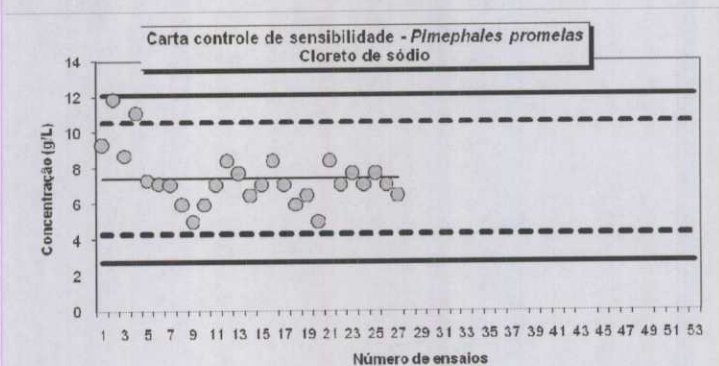 Carta controle de sensibilidade - Pimephales promelas
Cloreto de sódio
Concentração (g/L)
14
12
10
8
6
4
2
0
1 3 5 7 9 11 13 15 17 19 21 23 25 27 29 31 33 35 37 39 41 43 45 47 49 51 53
Número de ensaios